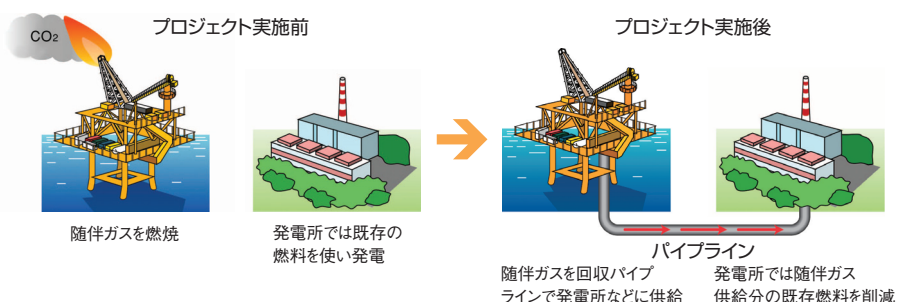 プロジェクト実施前
CO₂
随伴ガスを燃焼
発電所では既存の
燃料を使い発電
プロジェクト実施後
パイプライン
随伴ガスを回収パイプ
ラインで発電所などに供給
発電所では随伴ガス
供給分の既存燃料を削減